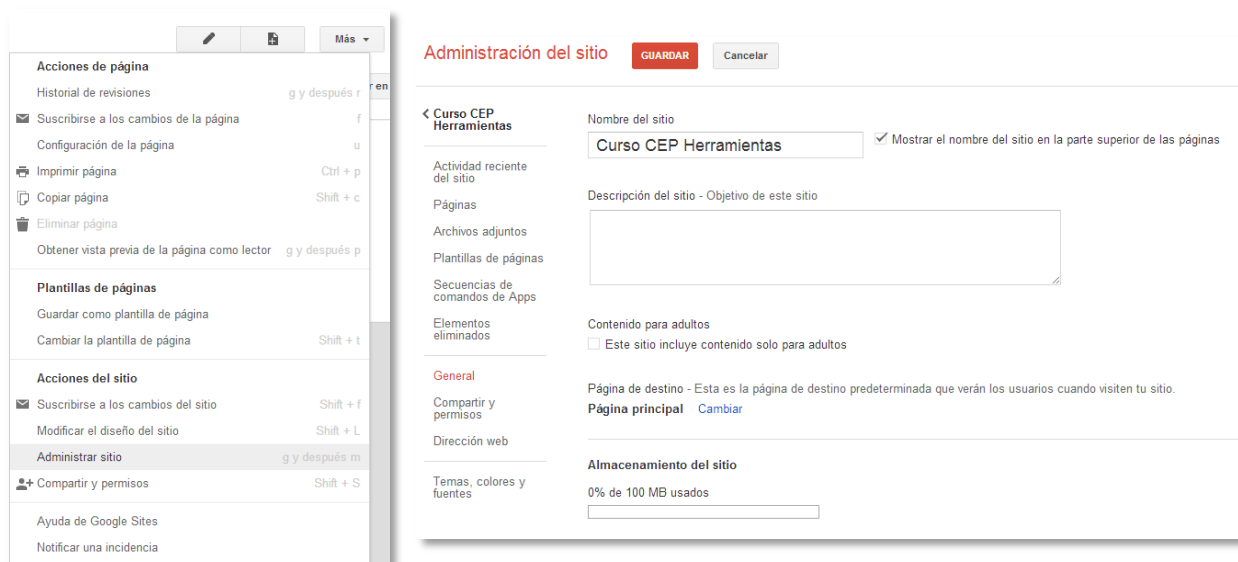 Más
Acciones de página
Historial de revisiones g y después r
Suscribirse a los cambios de la página f
Configuración de la página u
Imprimir página Ctrl + p
Copiar página Shift + c
Eliminar página
Obtener vista previa de la página como lector g y después p
Plantillas de páginas
Guardar como plantilla de página
Cambiar la plantilla de página Shift + t
Acciones del sitio
Suscribirse a los cambios del sitio Shift + f
Modificar el diseño del sitio Shift + L
Administrar sitio g y después m
Compartir y permisos Shift + S
Ayuda de Google Sites
Notificar una incidencia
en
Administración del sitio GUARDAR Cancelar
Curso CEP
Herramientas
Actividad reciente
del sitio
Páginas
Archivos adjuntos
Plantillas de páginas
Secuencias de
comandos de Apps
Elementos
eliminados
General
Compartir y
permisos
Dirección web
Temas, colores y
fuentes
Nombre del sitio
Curso CEP Herramientas
Mostrar el nombre del sitio en la parte superior de las páginas
Descripción del sitio - Objetivo de este sitio
Contenido para adultos
Este sitio incluye contenido solo para adultos
Página de destino - Esta es la página de destino predeterminada que verán los usuarios cuando visiten tu sitio.
Página principal Cambiar
Almacenamiento del sitio
0% de 100 MB usados